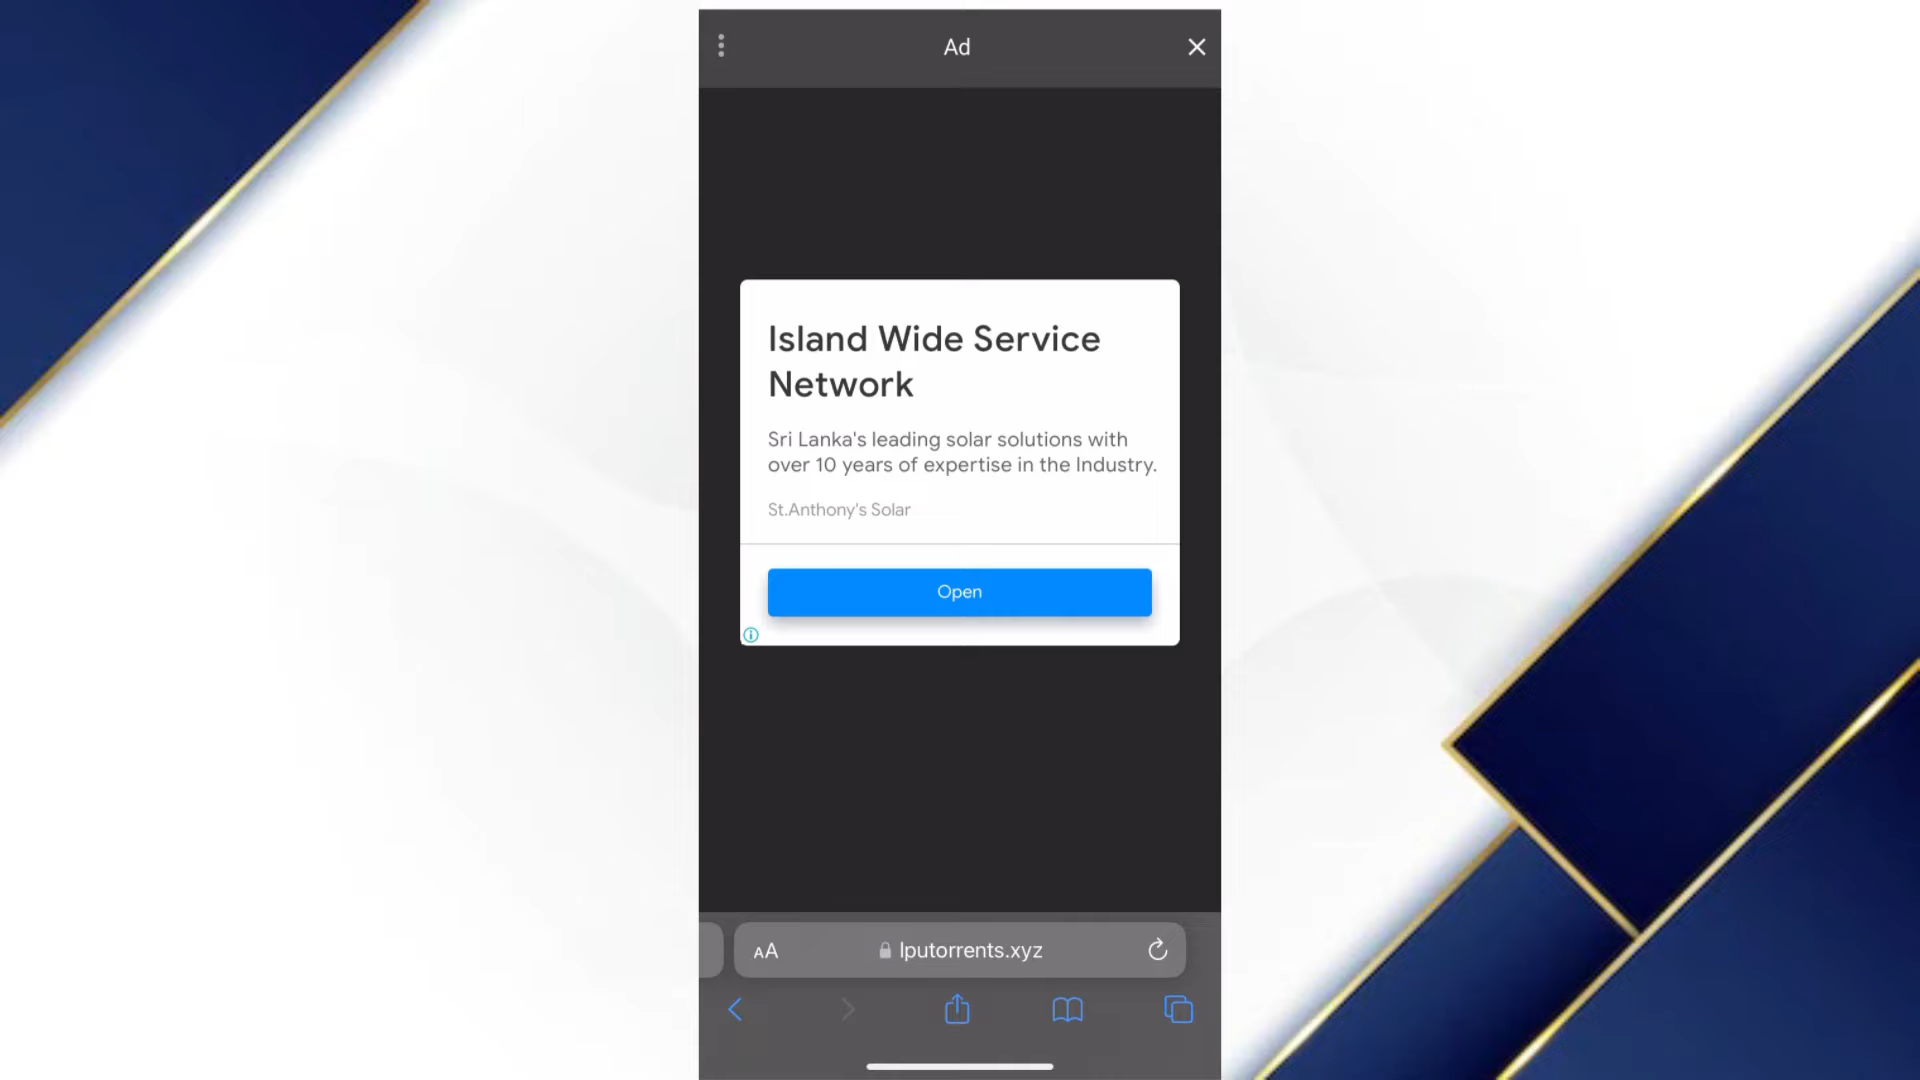 Ad
Island Wide Service
Network
Sri Lanka's leading solar solutions with
over 10 years of expertise in the Industry.
St.Anthony's Solar
Open
AA
lputorrents.xyz